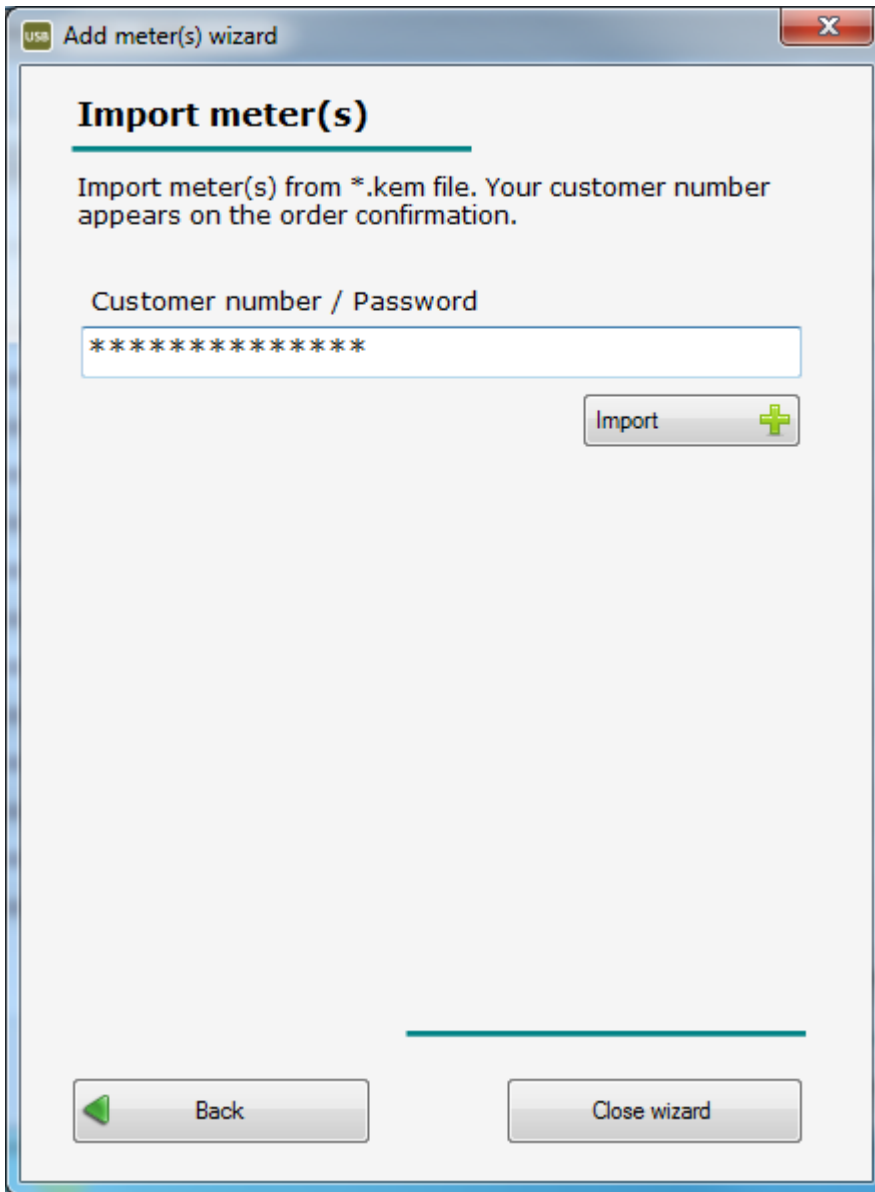 USB Add meter(s) wizard
Import meter(s)
Import meter(s) from *.kem file. Your customer number
appears on the order confirmation.
Customer number / Password
**************
Import
Back
Close wizard